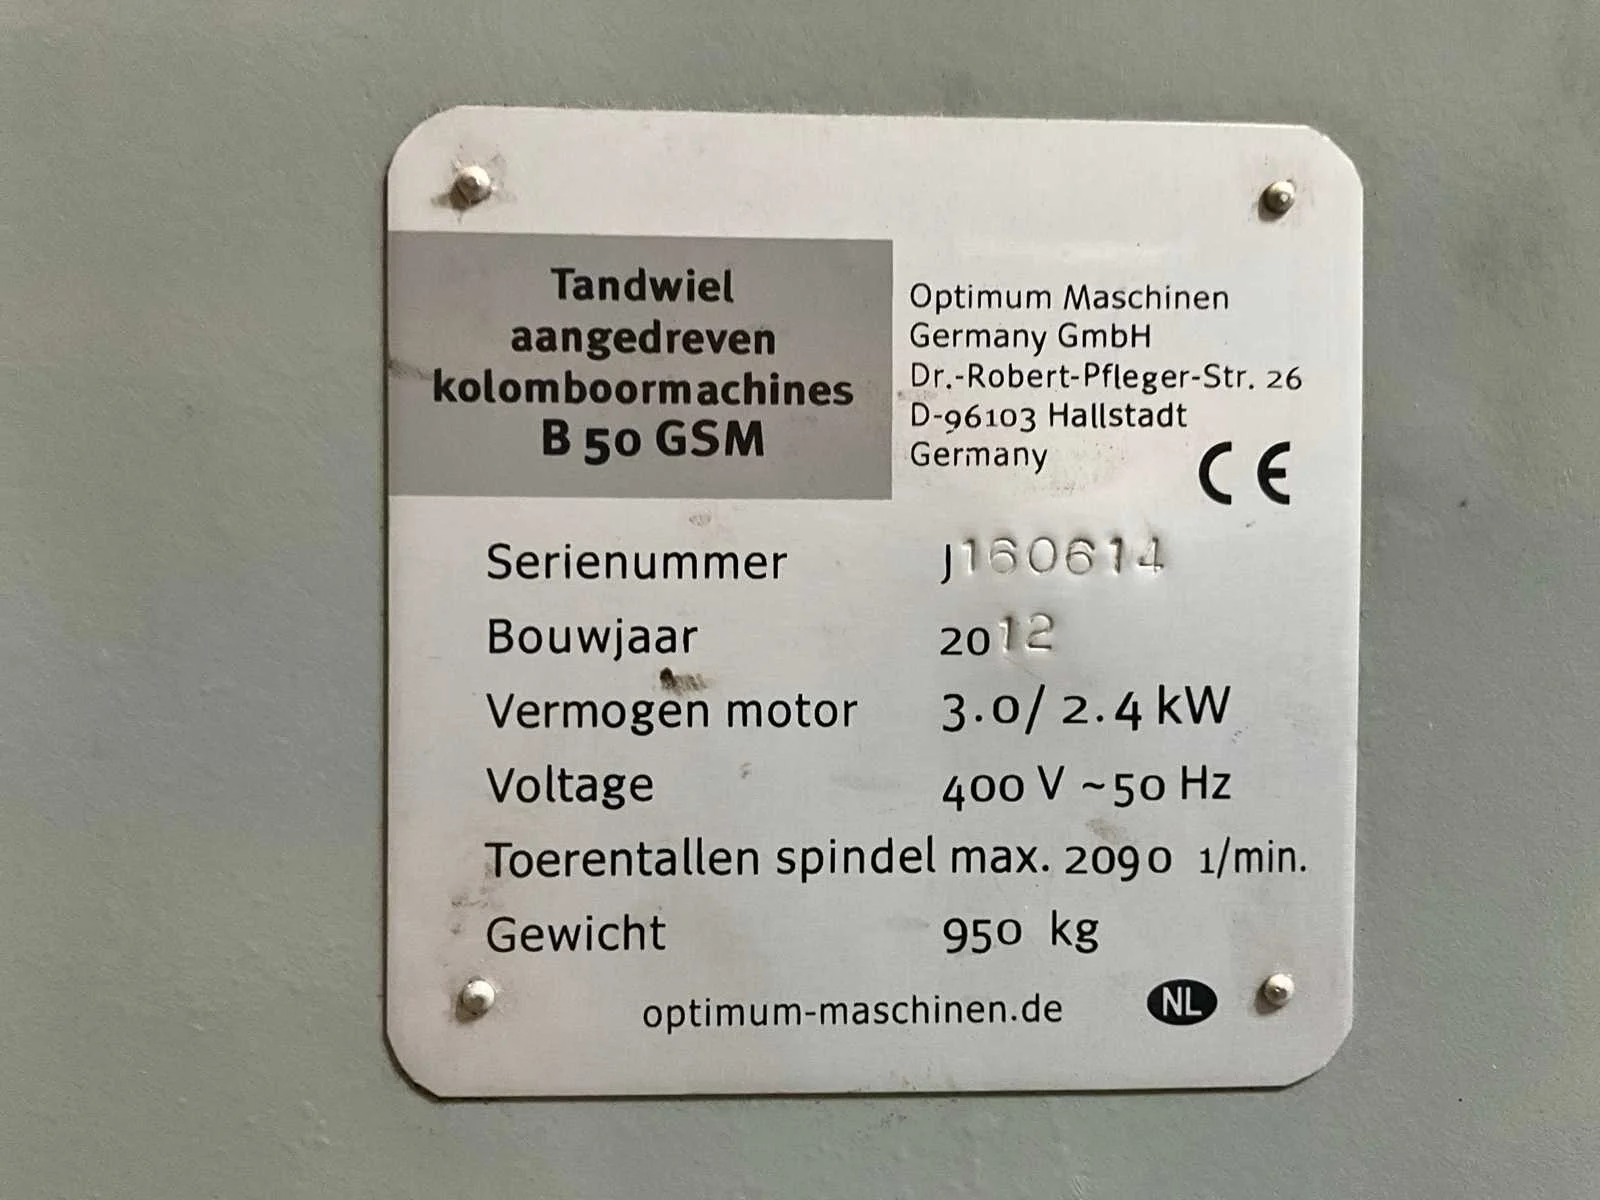 Tandwiel
aangedreven
kolomboormachines
B 50 GSM
Optimum Maschinen
Germany GmbH
Dr.-Robert-Pfleger-Str. 26
D-96103 Hallstadt
Germany
CE
Serienummer J160614
Bouwjaar 2012
Vermogen motor 3.0/ 2.4 kW
Voltage 400 V ~50 Hz
Toerentallen spindel max. 2090 1/min.
Gewicht 950 kg
optimum-maschinen.de NL